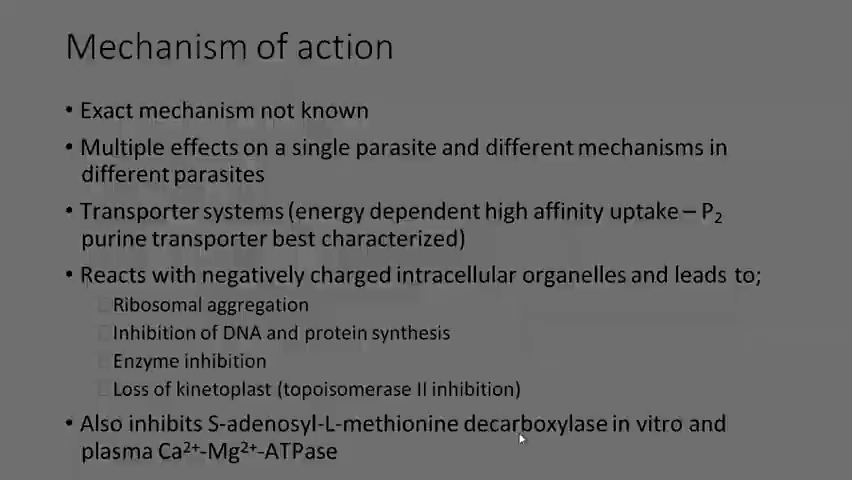 Mechanism of action
• Exact mechanism not known
• Multiple effects on a single parasite and different mechanisms in
different parasites
• Transporter systems (energy dependent high affinity uptake – P₂
purine transporter best characterized)
• Reacts with negatively charged intracellular organelles and leads to;
Ribosomal aggregation
Inhibition of DNA and protein synthesis
Enzyme inhibition
Loss of kinetoplast (topoisomerase II inhibition)
• Also inhibits S-adenosyl-L-methionine decarboxylase in vitro and
plasma Ca²⁺-Mg²⁺-ATPase